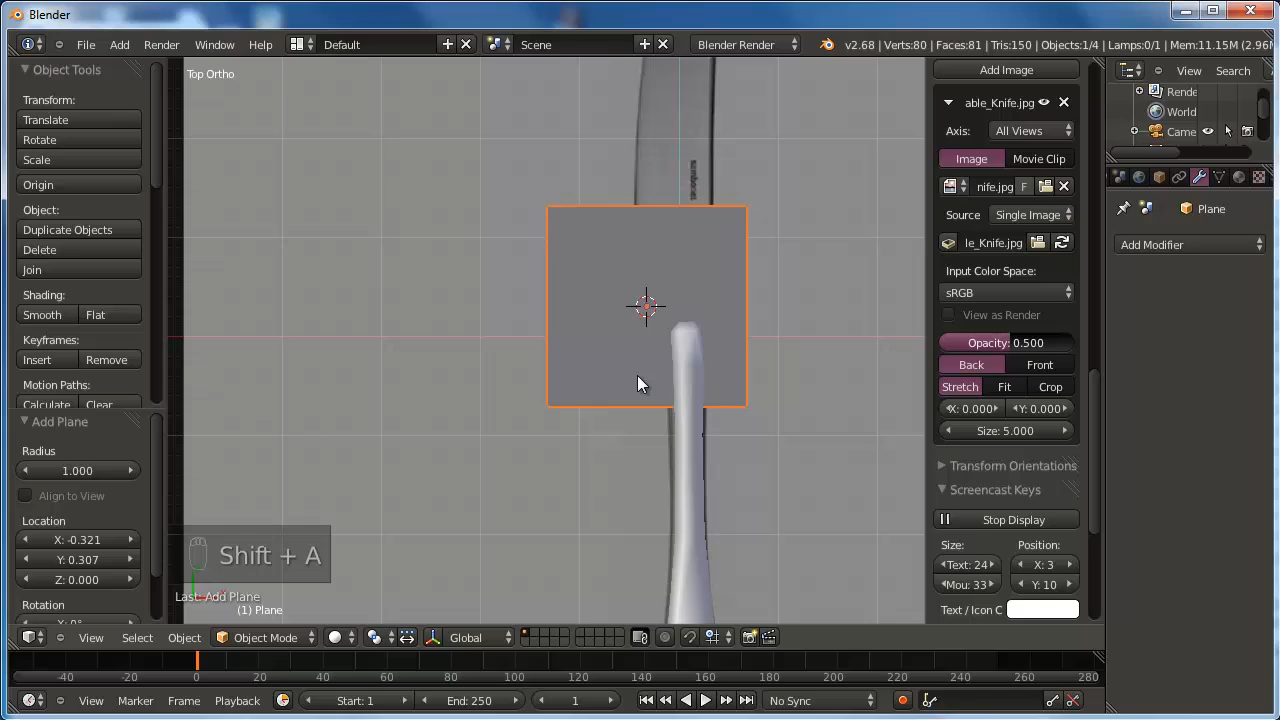 Blender
File Add Render Window Help Default Scene Blender Render v2.68 | Verts:80 | Faces:81 | Tris:150 | Objects:1/4 | Lamps:0/1 | Mem:11.15M (2.96M
Object Tools
Transform:
Translate
Rotate
Scale
Origin
Object:
Duplicate Objects
Delete
Join
Shading:
Smooth Flat
Keyframes:
Insert Remove
Motion Paths:
Calculate Clear
Add Plane
Radius
1.000
Align to View
Location
X: -0.321
Y: 0.307
Z: 0.000
Rotation
X: 0°
Top Ortho
Shift + A
Last: Add Plane
(1) Plane
Add Image
able_Knife.jpg
Axis: All Views
Image Movie Clip
nife.jpg F
Source Single Image
le_Knife.jpg
Input Color Space:
sRGB
View as Render
Opacity: 0.500
Back Front
Stretch Fit Crop
X: 0.000 Y: 0.000
Size: 5.000
Transform Orientations
Screencast Keys
Stop Display
Size: Position:
Text: 24 X: 3
Mou: 33 Y: 10
Text / Icon C
View Search
Rende
World
Came
Plane
Add Modifier
View Select Object Object Mode Global
-40 -20 0 20 40 60 80 100 120 140 160 180 200 220 240 260 280
View Marker Frame Playback Start: 1 End: 250 1 No Sync